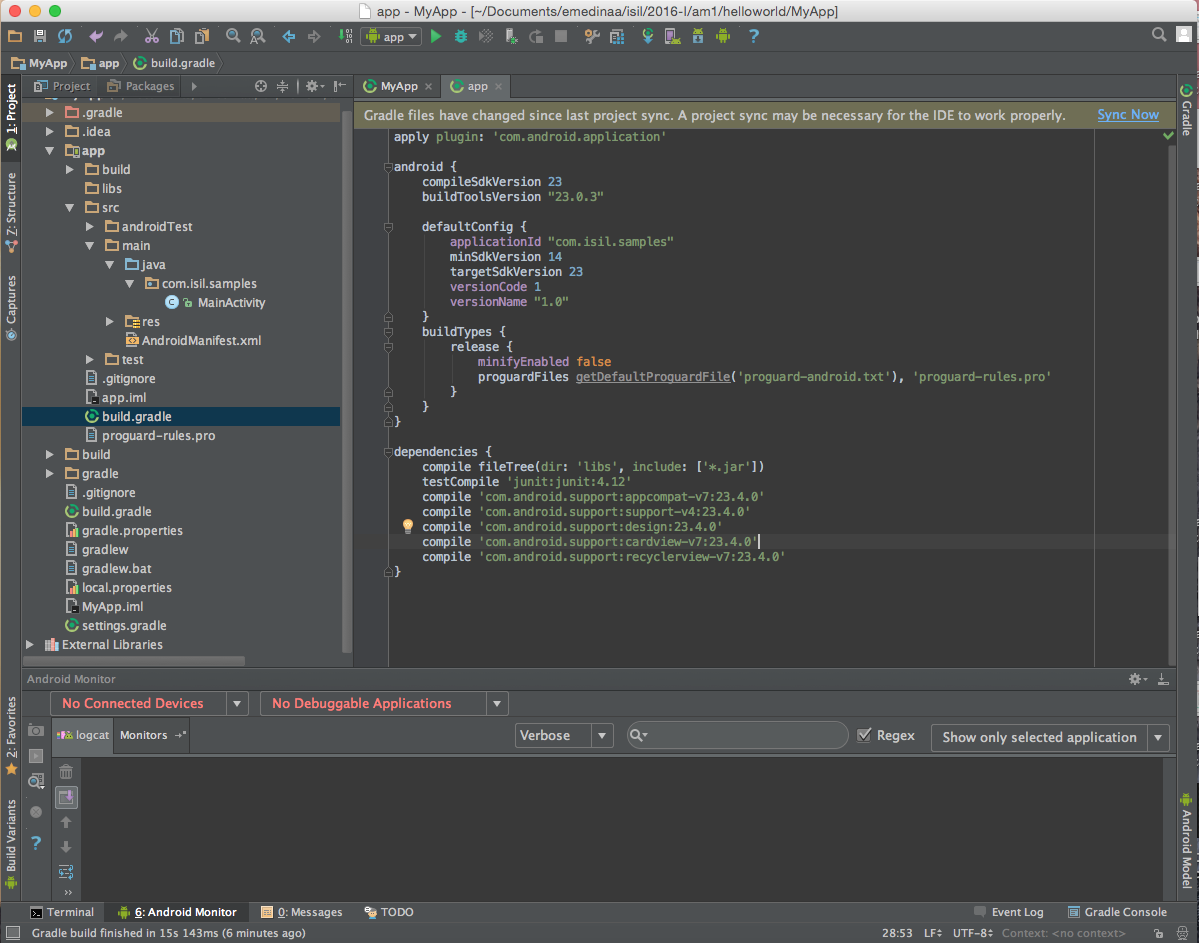 app - MyApp - [~/Documents/emedinaa/isil/2016-I/am1/helloworld/MyApp]
app
MyApp app build.gradle
Project Packages
MyApp app
1: Project
Z: Structure
Captures
2: Favorites
Build Variants
.gradle
.idea
app
build
libs
src
androidTest
main
java
com.isil.samples
MainActivity
res
AndroidManifest.xml
test
.gitignore
app.iml
build.gradle
proguard-rules.pro
build
gradle
.gitignore
build.gradle
gradle.properties
gradlew
gradlew.bat
local.properties
MyApp.iml
settings.gradle
External Libraries
Gradle files have changed since last project sync. A project sync may be necessary for the IDE to work properly. Sync Now
apply plugin: 'com.android.application'
android {
compileSdkVersion 23
buildToolsVersion "23.0.3"
defaultConfig {
applicationId "com.isil.samples"
minSdkVersion 14
targetSdkVersion 23
versionCode 1
versionName "1.0"
}
buildTypes {
release {
minifyEnabled false
proguardFiles getDefaultProguardFile('proguard-android.txt'), 'proguard-rules.pro'
}
}
}
dependencies {
compile fileTree(dir: 'libs', include: ['*.jar'])
testCompile 'junit:junit:4.12'
compile 'com.android.support:appcompat-v7:23.4.0'
compile 'com.android.support:support-v4:23.4.0'
compile 'com.android.support:design:23.4.0'
compile 'com.android.support:cardview-v7:23.4.0'
compile 'com.android.support:recyclerview-v7:23.4.0'
}
Gradle
Android Model
Android Monitor
No Connected Devices No Debuggable Applications
logcat Monitors Verbose Regex Show only selected application
Terminal 6: Android Monitor 0: Messages TODO Event Log Gradle Console
Gradle build finished in 15s 143ms (6 minutes ago) 28:53 LF UTF-8 Context: <no context>